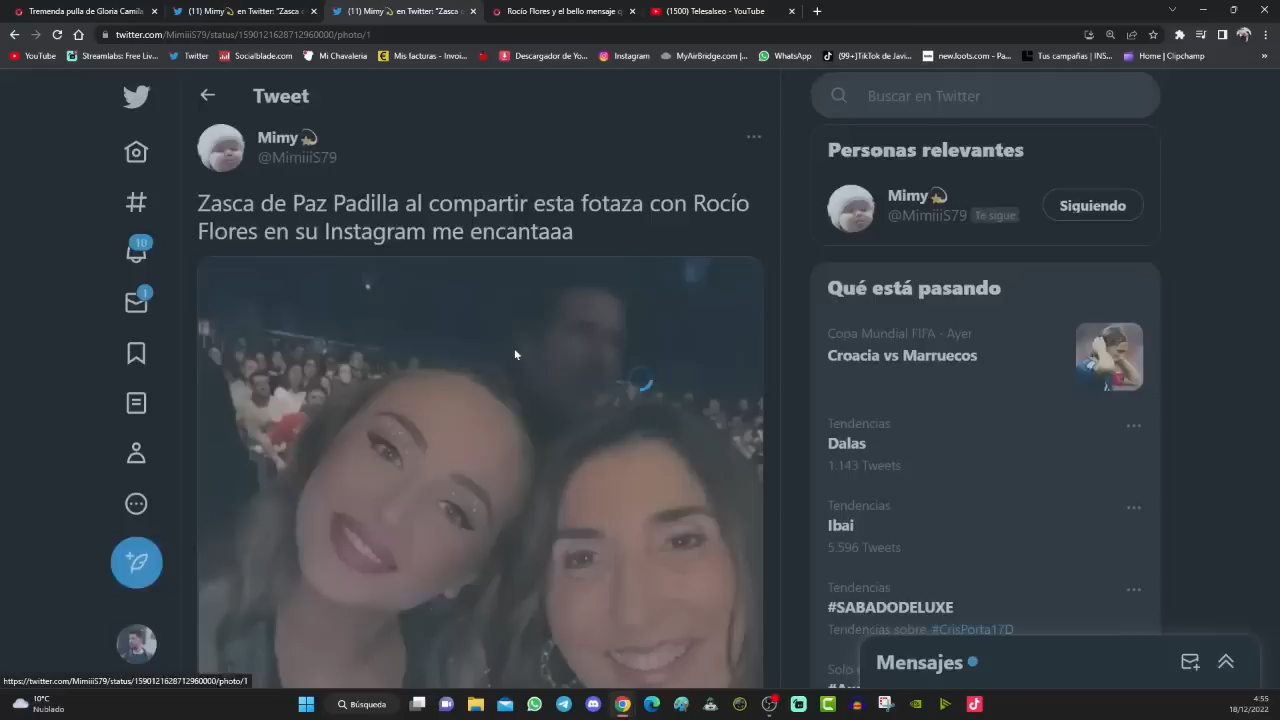 Tremenda pulla de Gloria Camila
(11) Mimy en Twitter: "Zasca
(11) Mimy en Twitter: "Zasca
Rocío Flores y el bello mensaje
(1500) Telesalseo - YouTube
twitter.com/MimiiiS79/status/1590121628712960000/photo/1
YouTube
Streamlabs: Free Liv...
Twitter
Socialblade.com
Mi Chavaleria
Mis facturas - Invoi...
Descargador de Yo...
Instagram
MyAirBridge.com |...
WhatsApp
(99+)TikTok de Javi...
new.loots.com - Pa...
Tus campañas | INS...
Home | Clipchamp
Tweet
Mimy
@MimiiiS79
Zasca de Paz Padilla al compartir esta fotaza con Rocío
Flores en su Instagram me encantaaa
10
1
Buscar en Twitter
Personas relevantes
Mimy
@MimiiiS79 Te sigue
Siguiendo
Qué está pasando
Copa Mundial FIFA · Ayer
Croacia vs Marruecos
Tendencias
Dalas
1.143 Tweets
Tendencias
Ibai
5.596 Tweets
Tendencias
#SABADODELUXE
Tendencias sobre #CrisPorta17D
Solo
Mensajes
https://twitter.com/MimiiiS79/status/1590121628712960000/photo/1
10°C
Nublado
Búsqueda
4:55
18/12/2022